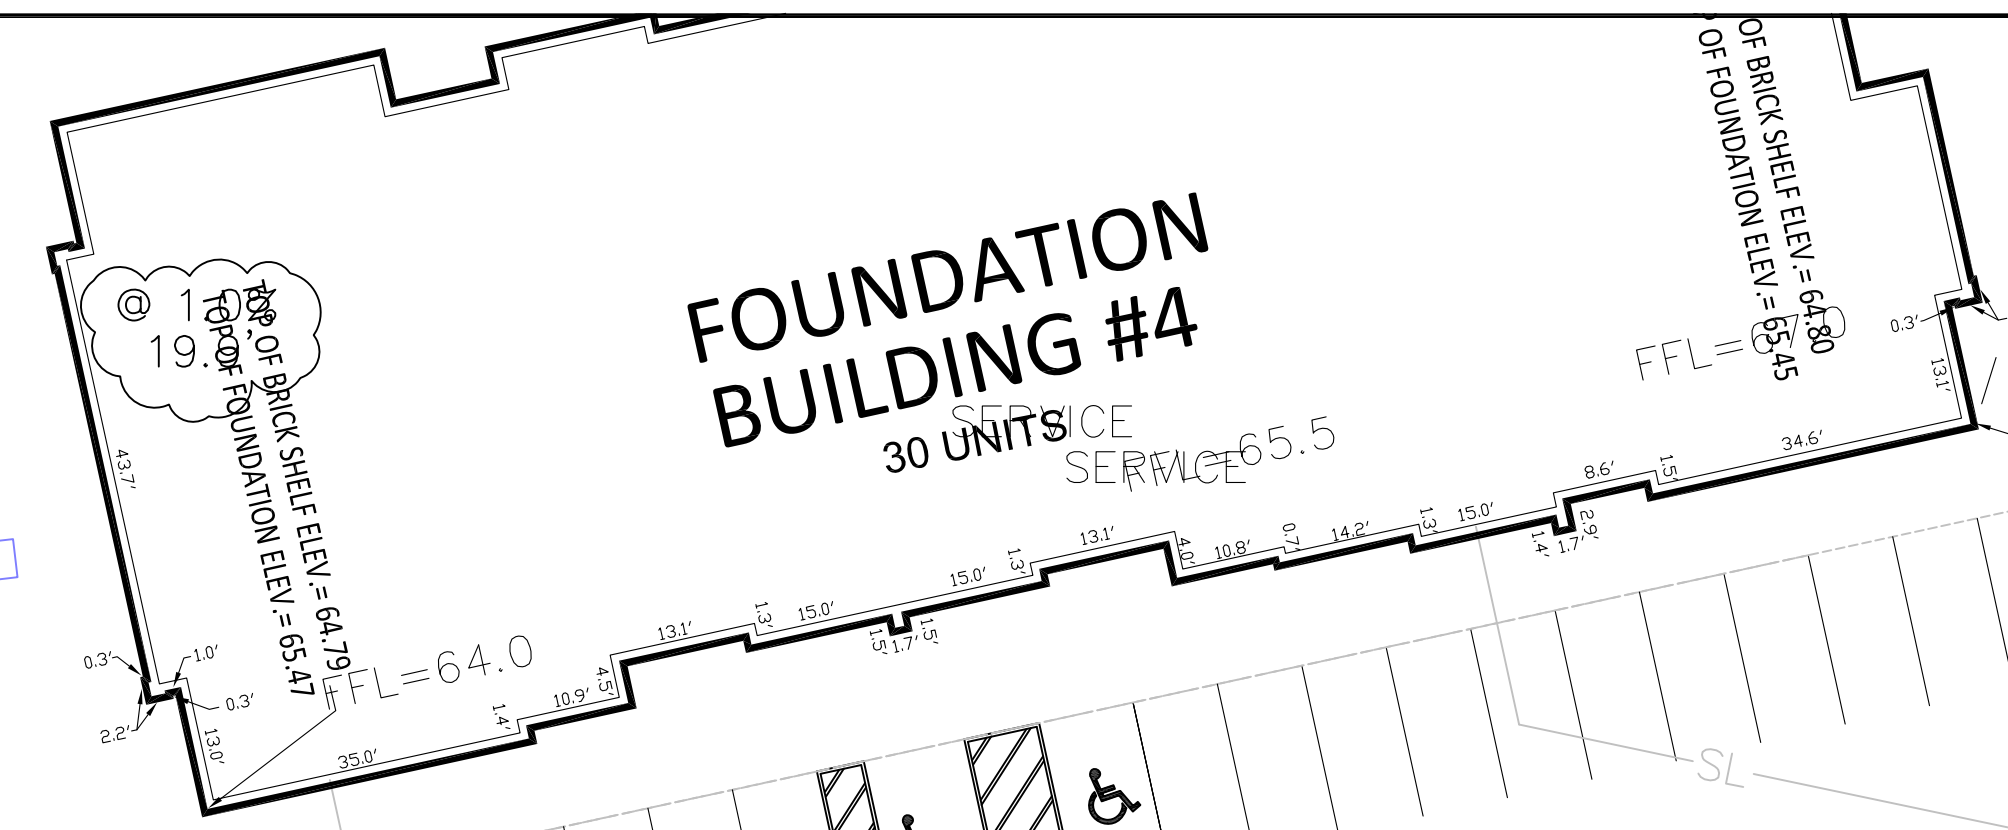 OF BRICK SHELF ELEV.= 64.80
OF FOUNDATION ELEV.= 65.45
FOUNDATION
BUILDING #4
30 UNITS
SERVICE
SERVICE
FFL=65.5
@ 1.0%
TOP OF BRICK SHELF ELEV.= 64.79
TOP OF FOUNDATION ELEV.= 65.47
FFL=67.0
FFL=64.0
0.3'
13.1'
34.6'
1.5'
8.6'
2.9'
1.7'
1.4'
15.0'
1.3'
14.2'
0.7'
10.8'
4.0'
13.1'
1.3'
15.0'
1.5'
1.7'
1.5'
15.0'
1.3'
13.1'
4.5'
10.9'
1.4'
35.0'
13.0'
43.7'
0.3'
1.0'
0.3'
2.2'
SL